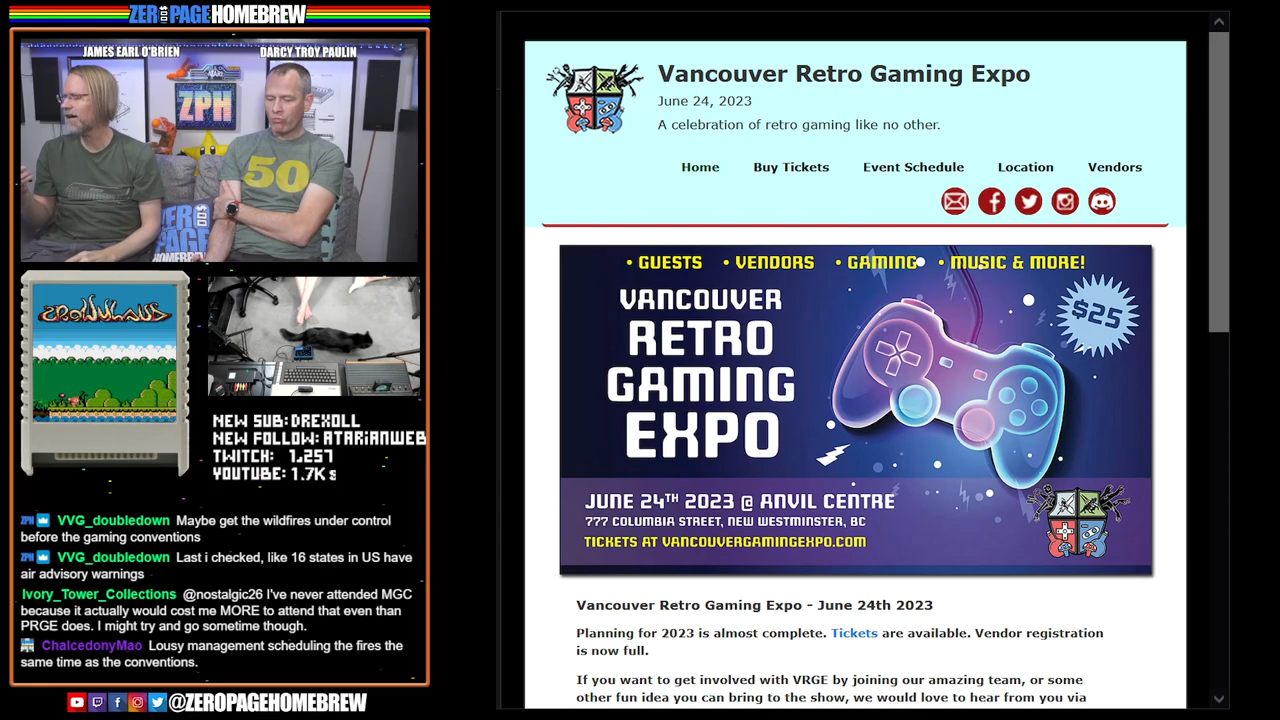 ZER PAGE HOMEBREW
JAMES EARL O'BRIEN
DARCY TROY PAULIN
ATARI
ZPH
50
ZERO
PAGE
HOMEBREW
NEW SUB: DREXOLL
NEW FOLLOW: ATARIANWEB
TWITCH: 1,257
YOUTUBE: 1.7K s
VVG_doubledown Maybe get the wildfires under control
before the gaming conventions
VVG_doubledown Last i checked, like 16 states in US have
air advisory warnings
Ivory_Tower_Collections @nostalgic26 I've never attended MGC
because it actually would cost me MORE to attend that even than
PRGE does. I might try and go sometime though.
ChalcedonyMao Lousy management scheduling the fires the
same time as the conventions.
@ZEROPAGEHOMEBREW
Vancouver Retro Gaming Expo
June 24, 2023
A celebration of retro gaming like no other.
Home Buy Tickets Event Schedule Location Vendors
• GUESTS • VENDORS • GAMING • MUSIC & MORE!
VANCOUVER
RETRO
GAMING
EXPO
$25
JUNE 24TH 2023 @ ANVIL CENTRE
777 COLUMBIA STREET, NEW WESTMINSTER, BC
TICKETS AT VANCOUVERGAMINGEXPO.COM
Vancouver Retro Gaming Expo - June 24th 2023
Planning for 2023 is almost complete. Tickets are available. Vendor registration
is now full.
If you want to get involved with VRGE by joining our amazing team, or some
other fun idea you can bring to the show, we would love to hear from you via